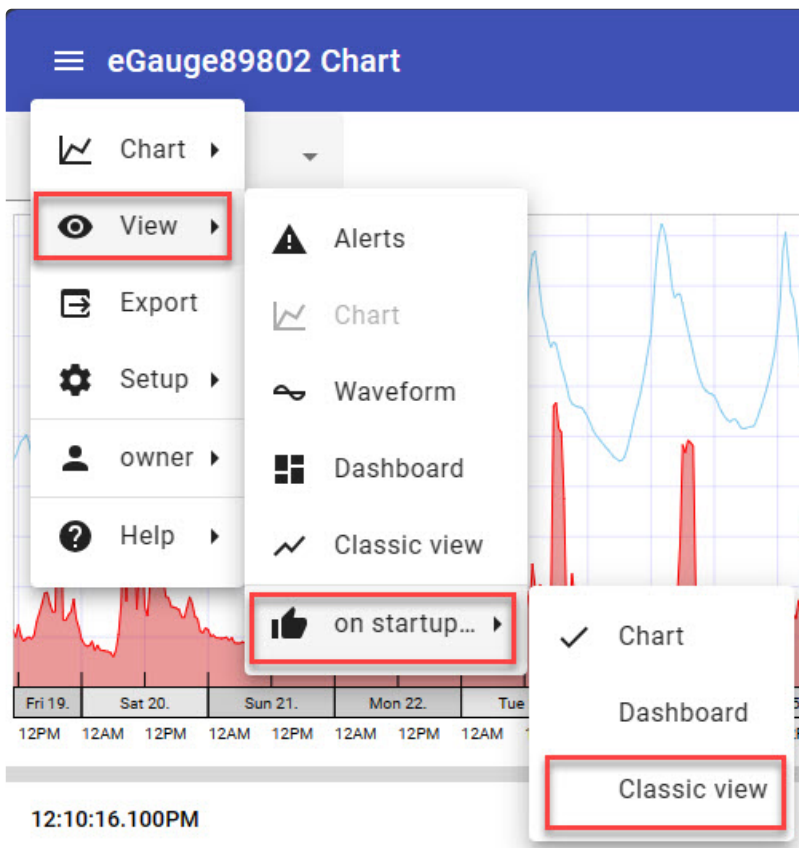 eGauge89802 Chart
Chart
View
Export
Setup
owner
Help
Alerts
Chart
Waveform
Dashboard
Classic view
on startup...
Chart
Dashboard
Classic view
Fri 19. Sat 20. Sun 21. Mon 22. Tue
12PM 12AM 12PM 12AM 12PM 12AM 12PM 12AM
12:10:16.100PM